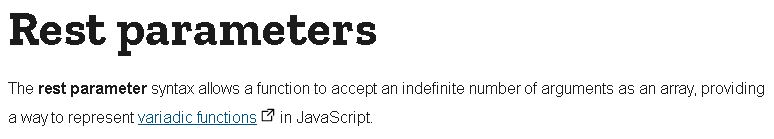 Rest parameters
The rest parameter syntax allows a function to accept an indefinite number of arguments as an array, providing
a way to represent variadic functions in JavaScript.